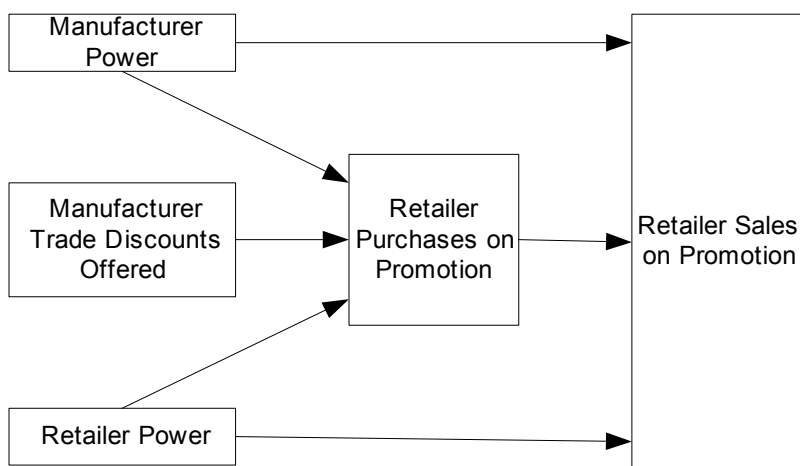 Manufacturer
Power
Manufacturer
Trade Discounts
Offered
Retailer
Purchases on
Promotion
Retailer Sales
on Promotion
Retailer Power